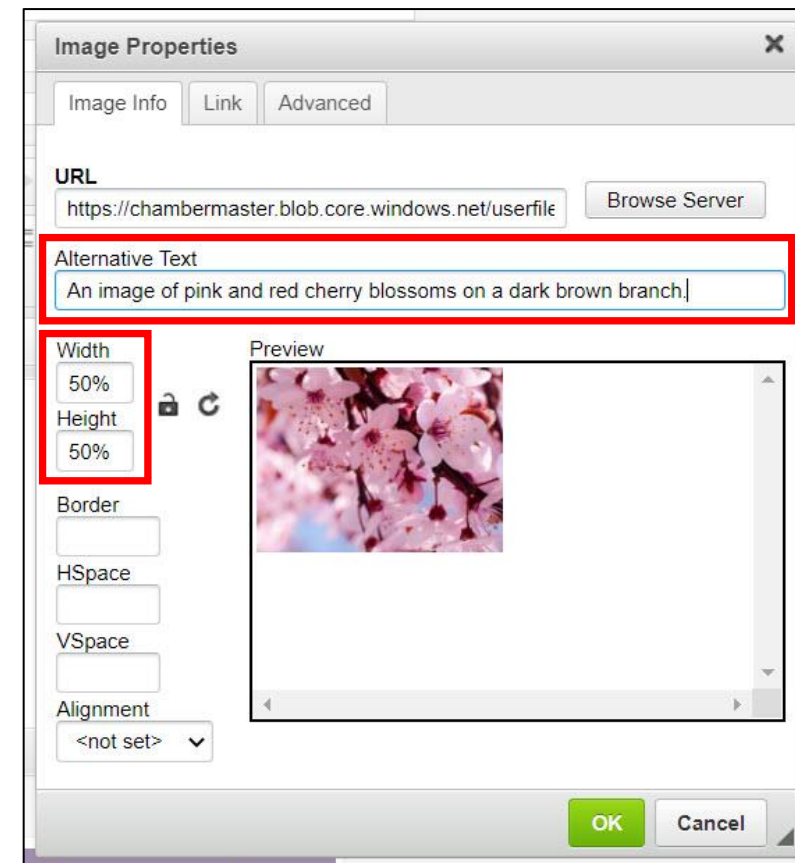 Image Properties
Image Info Link Advanced
URL
https://chambermaster.blob.core.windows.net/userfile Browse Server
Alternative Text
An image of pink and red cherry blossoms on a dark brown branch.
Width
50%
Height
50%
Preview
Border
HSpace
VSpace
Alignment
<not set>
OK Cancel